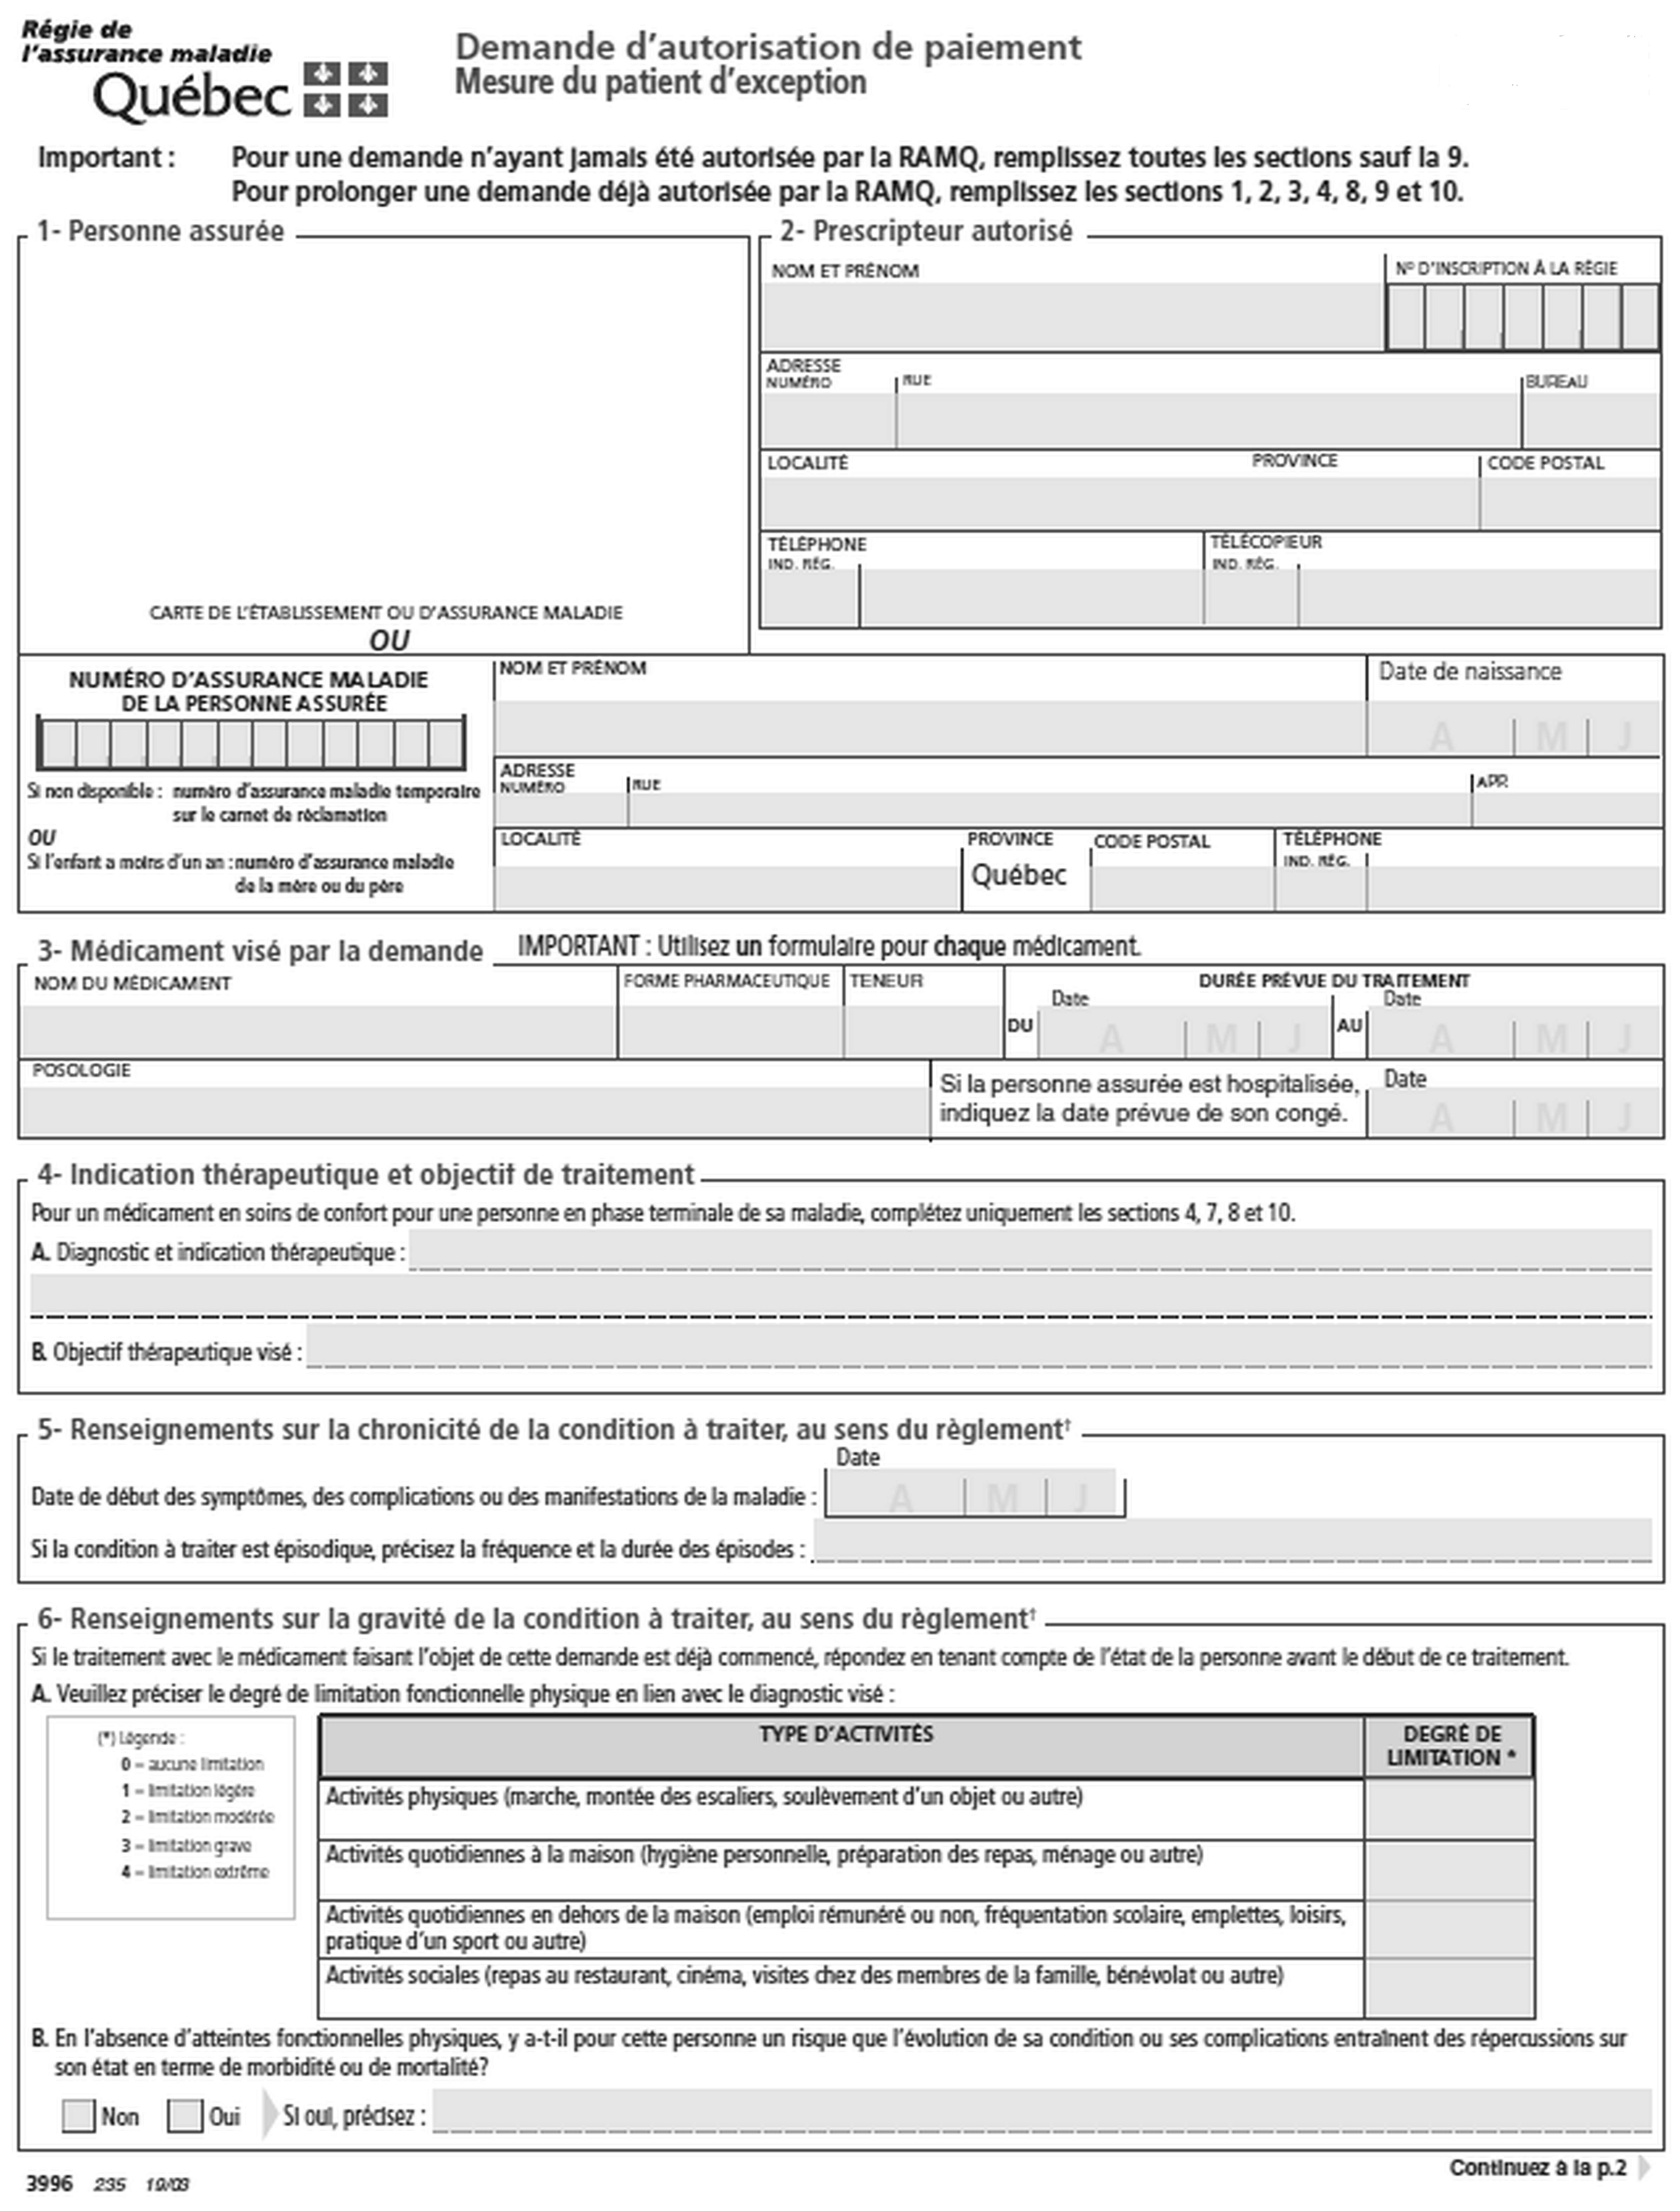 Régie de
l'assurance maladie
Québec
Demande d'autorisation de paiement
Mesure du patient d'exception
Important : Pour une demande n'ayant jamais été autorisée par la RAMQ, remplissez toutes les sections sauf la 9.
Pour prolonger une demande déjà autorisée par la RAMQ, remplissez les sections 1, 2, 3, 4, 8, 9 et 10.
1- Personne assurée
CARTE DE L'ÉTABLISSEMENT OU D'ASSURANCE MALADIE
OU
2- Prescripteur autorisé
NOM ET PRÉNOM
Nº D'INSCRIPTION À LA RÉGIE
ADRESSE
NUMÉRO RUE BUREAU
LOCALITÉ PROVINCE CODE POSTAL
TÉLÉPHONE TÉLÉCOPIEUR
IND. RÉG. IND. RÉG.
NUMÉRO D'ASSURANCE MALADIE
DE LA PERSONNE ASSURÉE
Si non disponible : numéro d'assurance maladie temporaire
sur le carnet de réclamation
OU
Si l'enfant a moins d'un an : numéro d'assurance maladie
de la mère ou du père
NOM ET PRÉNOM Date de naissance
A M J
ADRESSE
NUMÉRO RUE APP.
LOCALITÉ PROVINCE CODE POSTAL TÉLÉPHONE
IND. RÉG.
Québec
3- Médicament visé par la demande IMPORTANT : Utilisez un formulaire pour chaque médicament.
NOM DU MÉDICAMENT FORME PHARMACEUTIQUE TENEUR DURÉE PRÉVUE DU TRAITEMENT
Date Date
DU A M J AU A M J
POSOLOGIE
Si la personne assurée est hospitalisée, Date
indiquez la date prévue de son congé. A M J
4- Indication thérapeutique et objectif de traitement
Pour un médicament en soins de confort pour une personne en phase terminale de sa maladie, complétez uniquement les sections 4, 7, 8 et 10.
A. Diagnostic et indication thérapeutique :
B. Objectif thérapeutique visé :
5- Renseignements sur la chronicité de la condition à traiter, au sens du règlement†
Date
Date de début des symptômes, des complications ou des manifestations de la maladie : A M J
Si la condition à traiter est épisodique, précisez la fréquence et la durée des épisodes :
6- Renseignements sur la gravité de la condition à traiter, au sens du règlement†
Si le traitement avec le médicament faisant l'objet de cette demande est déjà commencé, répondez en tenant compte de l'état de la personne avant le début de ce traitement.
A. Veuillez préciser le degré de limitation fonctionnelle physique en lien avec le diagnostic visé :
(*) Légende :
0 – aucune limitation
1 – limitation légère
2 – limitation modérée
3 – limitation grave
4 – limitation extrême
TYPE D'ACTIVITÉS DEGRÉ DE
LIMITATION *
Activités physiques (marche, montée des escaliers, soulèvement d'un objet ou autre)
Activités quotidiennes à la maison (hygiène personnelle, préparation des repas, ménage ou autre)
Activités quotidiennes en dehors de la maison (emploi rémunéré ou non, fréquentation scolaire, emplettes, loisirs,
pratique d'un sport ou autre)
Activités sociales (repas au restaurant, cinéma, visites chez des membres de la famille, bénévolat ou autre)
B. En l'absence d'atteintes fonctionnelles physiques, y a-t-il pour cette personne un risque que l'évolution de sa condition ou ses complications entraînent des répercussions sur
son état en terme de morbidité ou de mortalité?
Non Oui Si oui, précisez :
Continuez à la p.2
3996 235 19/03